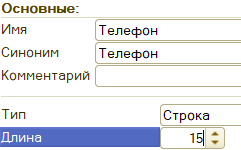 Основные:
Имя Телефон
Синоним Телефон
Комментарий
Тип Строка
Длина 15